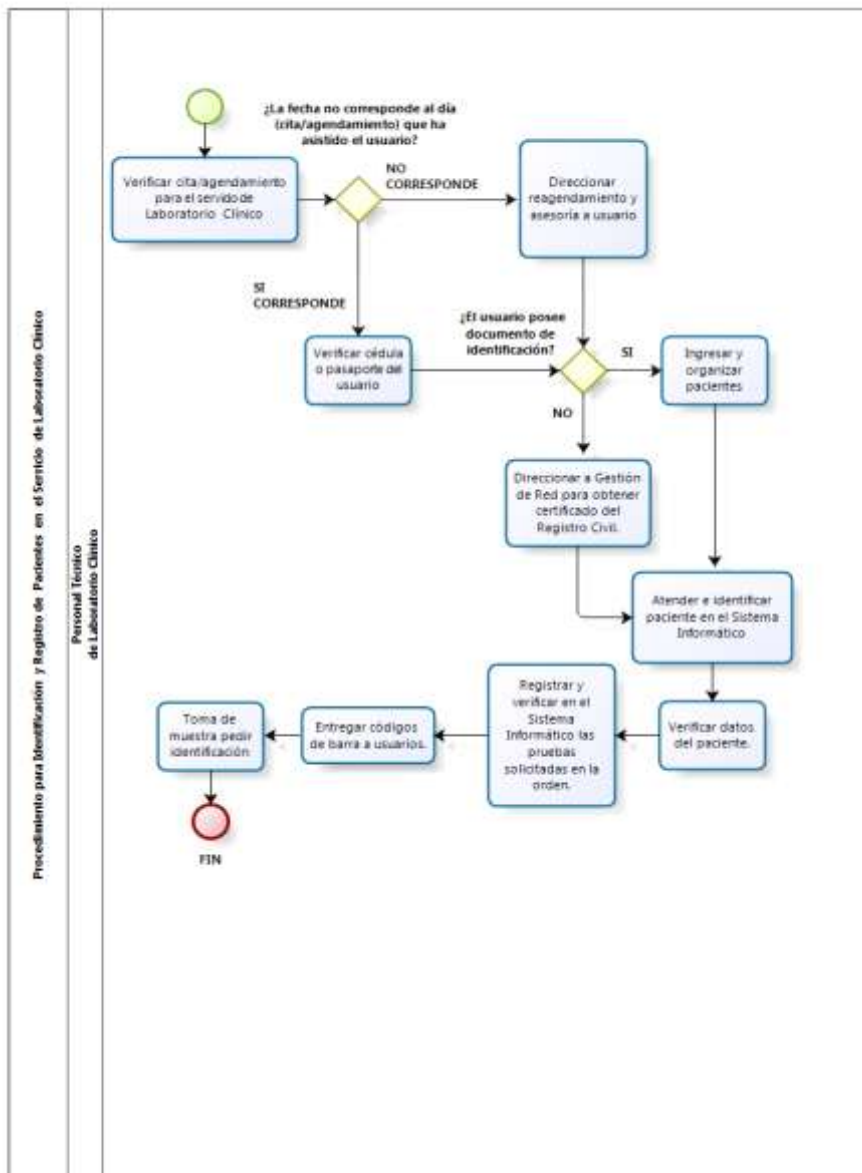 Procedimiento para Identificación y Registro de Pacientes en el Servicio de Laboratorio Clínico
Personal Técnico
de Laboratorio Clínico
¿La fecha no corresponde al día
(cita/agendamiento) que ha
asistido el usuario?
Verificar cita/agendamiento
para el servido de
Laboratorio Clínico
NO
CORRESPONDE
Direccionar
reagendamiento y
asesoría a usuario
SI
CORRESPONDE
Verificar cédula
o pasaporte del
usuario
¿El usuario posee
documento de
identificación?
SI
Ingresar y
organizar
pacientes
NO
Direccionar a Gestión
de Red para obtener
certificado del
Registro Civil.
Atender e identificar
paciente en el Sistema
Informático
Verificar datos
del paciente.
Registrar y
verificar en el
Sistema
Informático las
pruebas
solicitadas en la
orden.
Entregar códigos
de barra a usuarios.
Toma de
muestra pedir
identificación
FIN